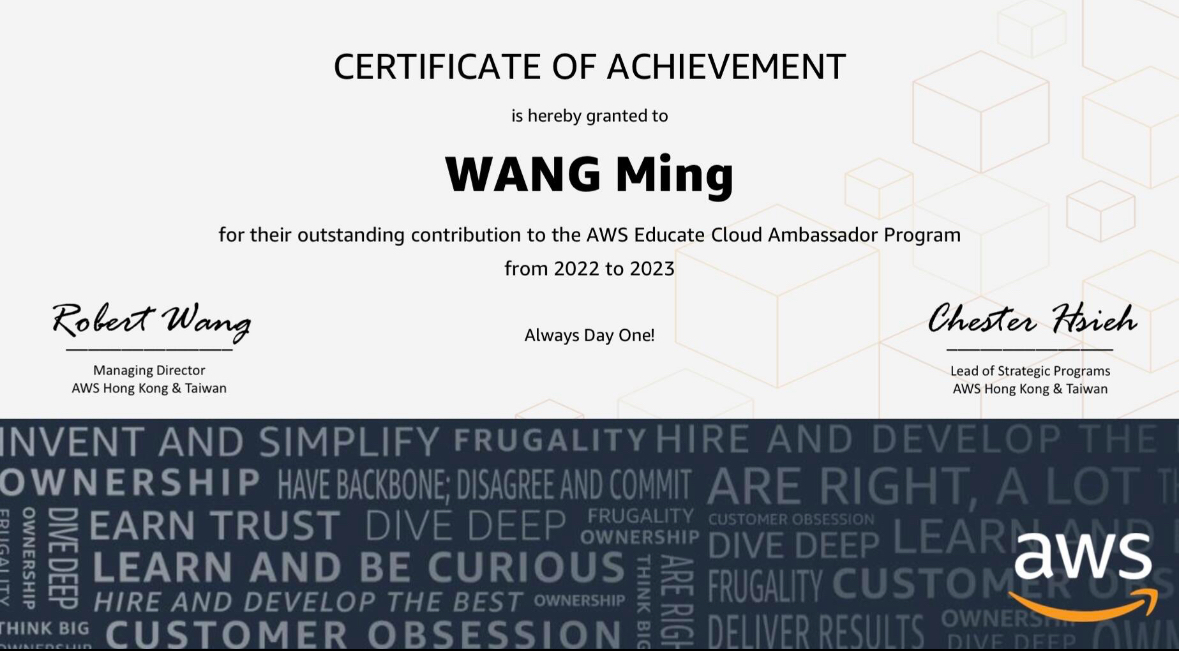 CERTIFICATE OF ACHIEVEMENT
is hereby granted to
WANG Ming
for their outstanding contribution to the AWS Educate Cloud Ambassador Program
from 2022 to 2023
Robert Wang
Managing Director
AWS Hong Kong & Taiwan
Always Day One!
Chester Hsieh
Lead of Strategic Programs
AWS Hong Kong & Taiwan
INVENT AND SIMPLIFY FRUGALITY HIRE AND DEVELOP THE
OWNERSHIP HAVE BACKBONE; DISAGREE AND COMMIT ARE RIGHT, A LOT
FRUGALITY
OWNERSHIP
DIVE DEEP
EARN TRUST DIVE DEEP FRUGALITY
OWNERSHIP
CUSTOMER OBSESSION
DIVE DEEP LEARN AND
LEARN AND BE CURIOUS
THINK BIG
ARE RIGH
FRUGALITY CUSTOMER OBS
HIRE AND DEVELOP THE BEST OWNERSHIP
THINK BIG
OWNERSHIP
CUSTOMER OBSESSION
DELIVER RESULTS OWNERSHIP
DIVE DEEP OWN
aws